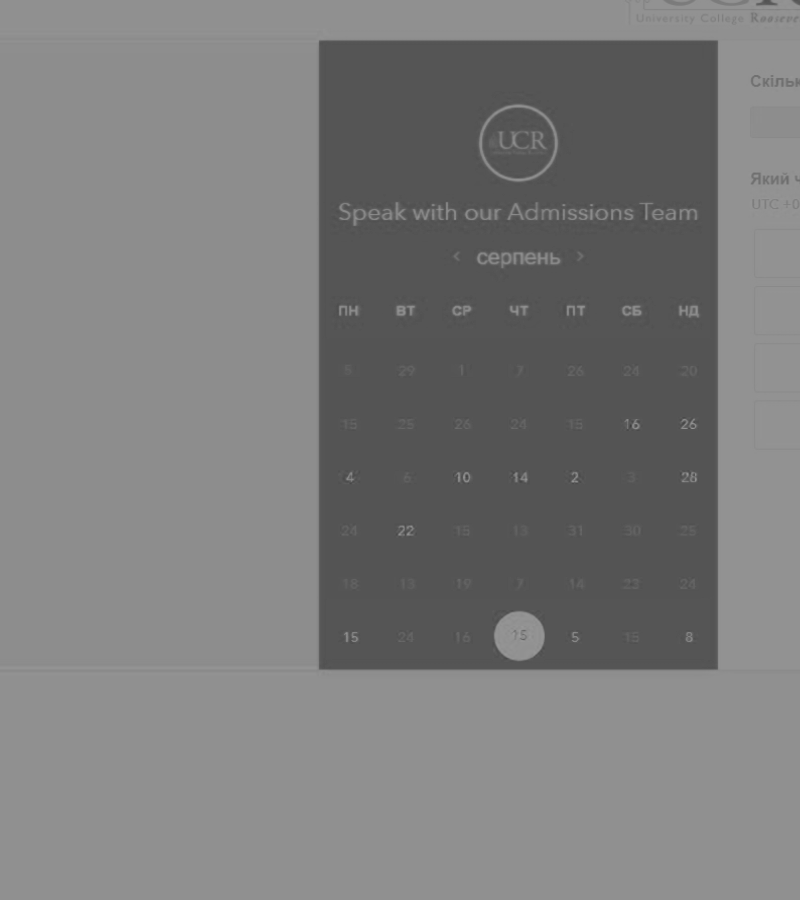 University College Roosevelt
Скільк
UCR
Який ч
UTC +0
Speak with our Admissions Team
‹ серпень ›
ПН ВТ СР ЧТ ПТ СБ НД
5 29 1 7 26 24 20
15 25 26 24 15 16 26
4 6 10 14 2 3 28
24 22 15 13 31 30 25
18 13 19 7 14 22 24
15 24 16 15 5 15 8